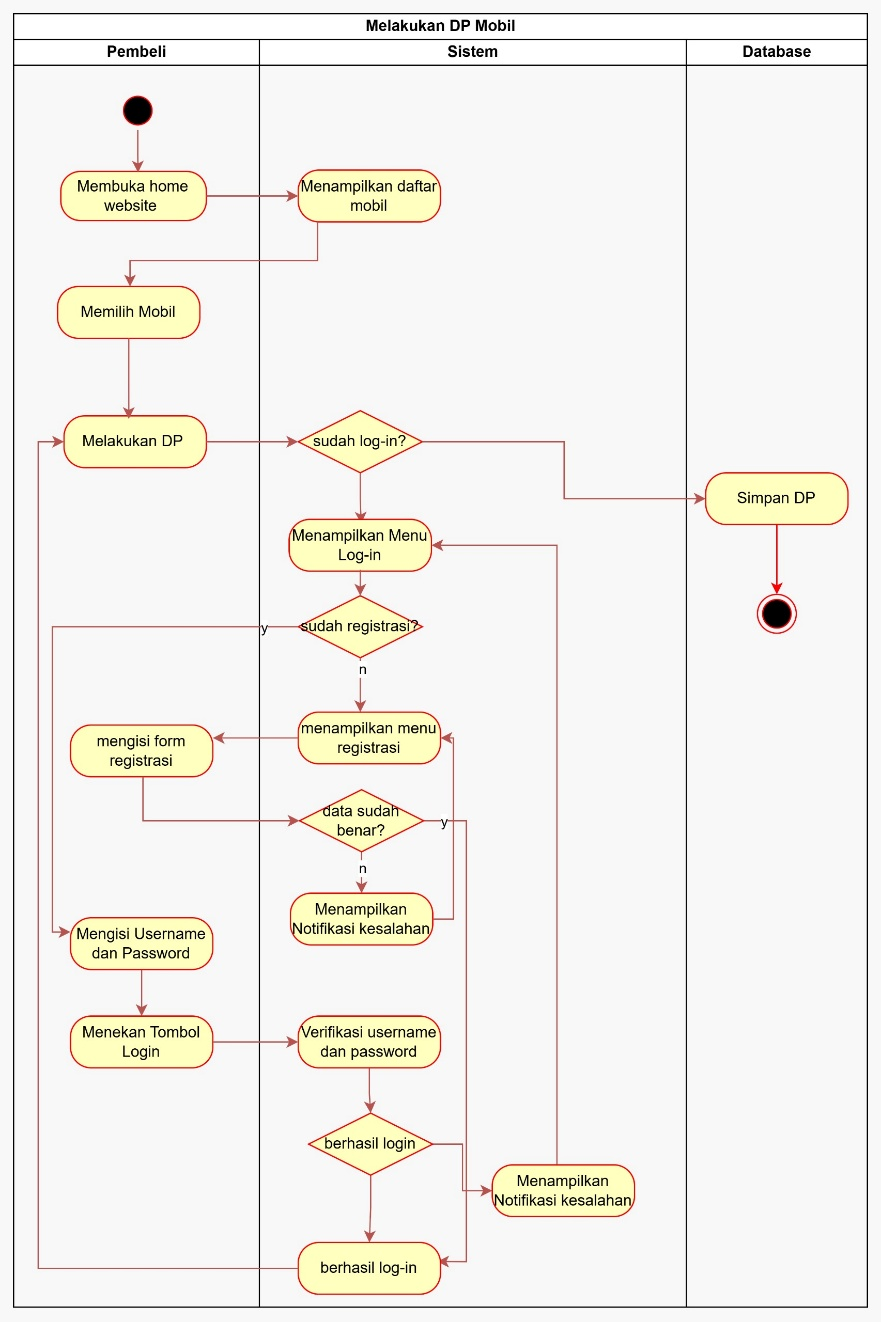 Melakukan DP Mobil
Pembeli
Sistem
Database
Membuka home
website
Menampilkan daftar
mobil
Memilih Mobil
Melakukan DP
sudah log-in?
Simpan DP
Menampilkan Menu
Log-in
y
sudah registrasi?
n
mengisi form
registrasi
menampilkan menu
registrasi
data sudah
benar?
y
n
Menampilkan
Notifikasi kesalahan
Mengisi Username
dan Password
Menekan Tombol
Login
Verifikasi username
dan password
berhasil login
Menampilkan
Notifikasi kesalahan
berhasil log-in